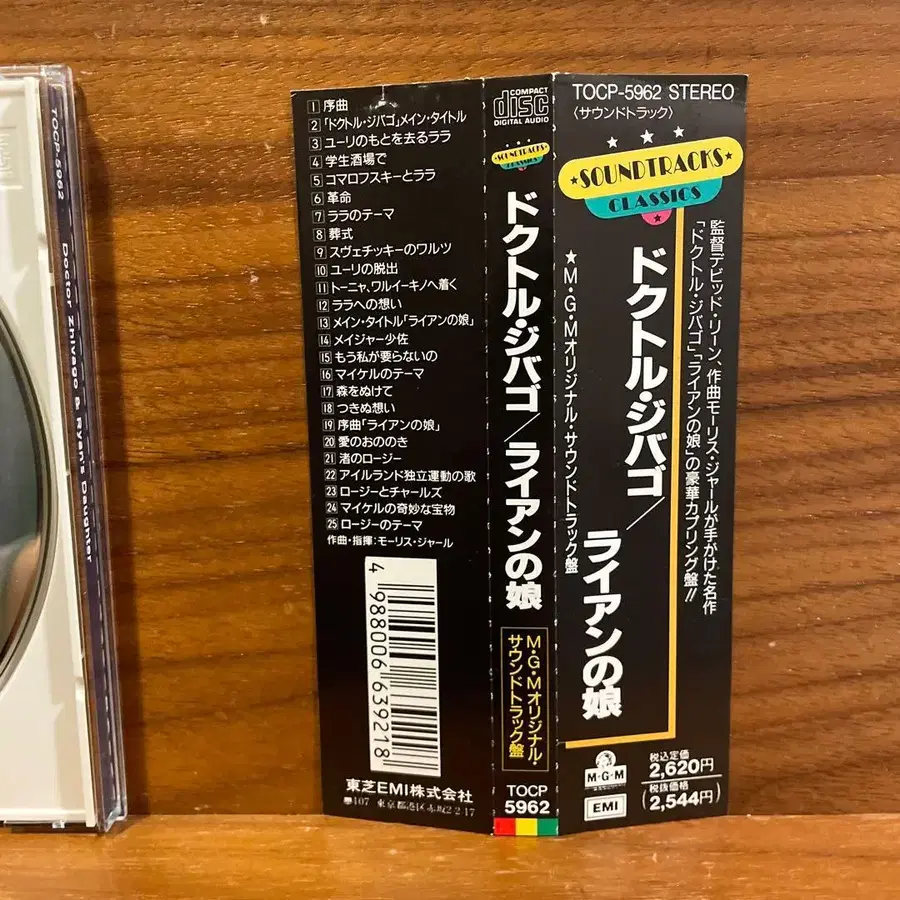 TOCP-5962
Doctor Zhivago & Ryan's Daughter
1 序曲
2 「ドクトル・ジバゴ」メイン・タイトル
3 ユーリのもとを去るララ
4 学生酒場で
5 コマロフスキーとララ
6 革命
7 ララのテーマ
8 葬式
9 スヴェチッキーのワルツ
10 ユーリの脱出
11 トーニャ、ワルイーキノへ着く
12 ララへの想い
13 メイン・タイトル「ライアンの娘」
14 メイジャー少佐
15 もう私が要らないの
16 マイケルのテーマ
17 森をぬけて
18 つきぬ想い
19 序曲「ライアンの娘」
20 愛のおののき
21 渚のロージー
22 アイルランド独立運動の歌
23 ロージーとチャールズ
24 マイケルの奇妙な宝物
25 ロージーのテーマ
作曲・指揮:モーリス・ジャール
4 988006 639218
東芝EMI株会社
107 東京都港区赤坂2-2-17
COMPACT
disc
DIGITAL AUDIO
SOUNDTRACKS
CLASSICS
ドクトル・ジバゴ/ライアンの娘
M・G・Mオリジナル・
サウンドトラック盤
TOCP
5962
TOCP-5962 STEREO
〈サウンドトラック〉
★SOUNDTRACKS★
CLASSICS
監督デビッド・リーン、作曲モーリス・ジャールが手がけた名作
「ドクトル・ジバゴ」「ライアンの娘」の豪華カプリング盤!!
ドクトル・ジバゴ/
ライアンの娘
★M・G・Mオリジナル・サウンドトラック盤
M-G-M
EMI
税込定価
2,620円
(税抜価格
2,544円)